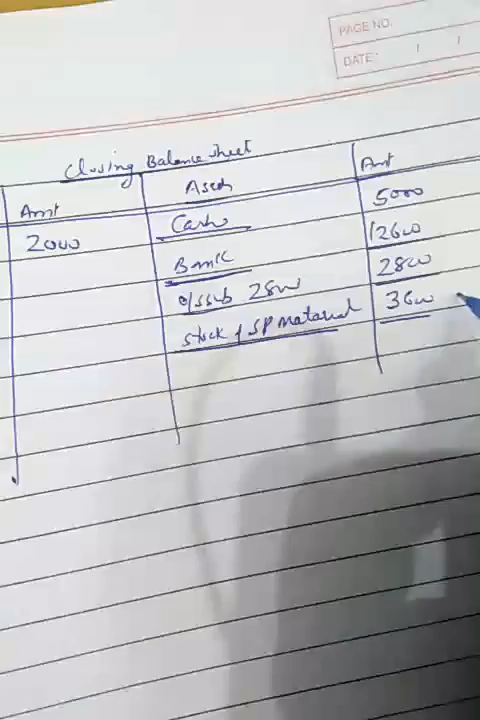 PAGE NO.
DATE: / /
Closing Balance sheet
Amt Assets Amt
2000 Cash 5000
Bank 12600
o/s sub 2800 2800
Stock of SP Material 3600